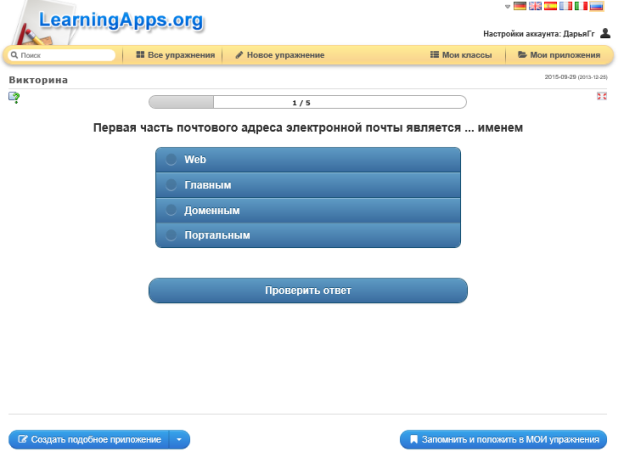 LearningApps.org
Настройки аккаунта: ДарьяГг
Поиск
Все упражнения
Новое упражнение
Мои классы
Мои приложения
Викторина
2015-09-29 (2013-12-25)
1 / 5
Первая часть почтового адреса электронной почты является ... именем
Web
Главным
Доменным
Портальным
Проверить ответ
Создать подобное приложение
Запомнить и положить в МОИ упражнения